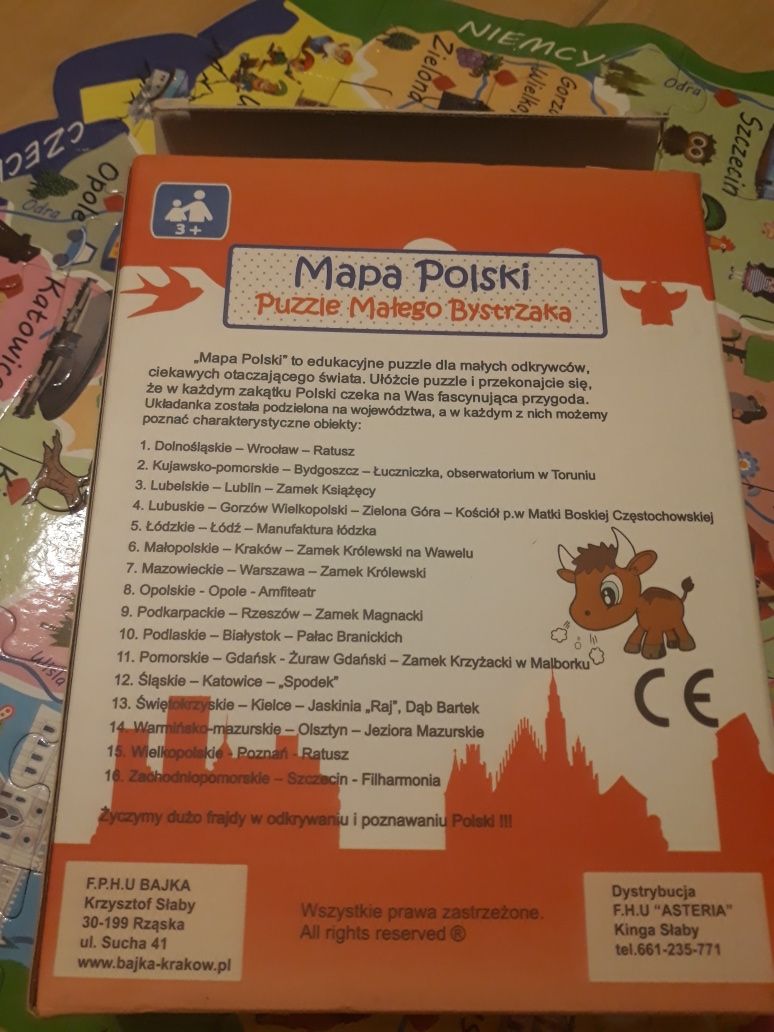 NIEMCY
Zielona
Gorzó
Wielkop
Odra
Szczecin
CZECH
Opole
Odra
Katowice
Wisła
3+
Mapa Polski
Puzzle Małego Bystrzaka
„Mapa Polski” to edukacyjne puzzle dla małych odkrywców,
ciekawych otaczającego świata. Ułóżcie puzzle i przekonajcie się,
że w każdym zakątku Polski czeka na Was fascynująca przygoda.
Układanka została podzielona na województwa, a w każdym z nich możemy
poznać charakterystyczne obiekty:
1. Dolnośląskie – Wrocław – Ratusz
2. Kujawsko-pomorskie – Bydgoszcz – Łuczniczka, obserwatorium w Toruniu
3. Lubelskie – Lublin – Zamek Książęcy
4. Lubuskie – Gorzów Wielkopolski – Zielona Góra – Kościół p.w Matki Boskiej Częstochowskiej
5. Łódzkie – Łódź – Manufaktura łódzka
6. Małopolskie – Kraków – Zamek Królewski na Wawelu
7. Mazowieckie – Warszawa – Zamek Królewski
8. Opolskie - Opole - Amfiteatr
9. Podkarpackie – Rzeszów – Zamek Magnacki
10. Podlaskie – Białystok – Pałac Branickich
11. Pomorskie – Gdańsk - Żuraw Gdański – Zamek Krzyżacki w Malborku
12. Śląskie – Katowice – „Spodek”
13. Świętokrzyskie – Kielce – Jaskinia „Raj”, Dąb Bartek
14. Warmińsko-mazurskie – Olsztyn – Jeziora Mazurskie
15. Wielkopolskie - Poznań - Ratusz
16. Zachodniopomorskie – Szczecin - Filharmonia
Życzymy dużo frajdy w odkrywaniu i poznawaniu Polski !!!
CE
F.P.H.U BAJKA
Krzysztof Słaby
30-199 Rząska
ul. Sucha 41
www.bajka-krakow.pl
Wszystkie prawa zastrzeżone.
All rights reserved ®
Dystrybucja
F.H.U “ASTERIA”
Kinga Słaby
tel.661-235-771